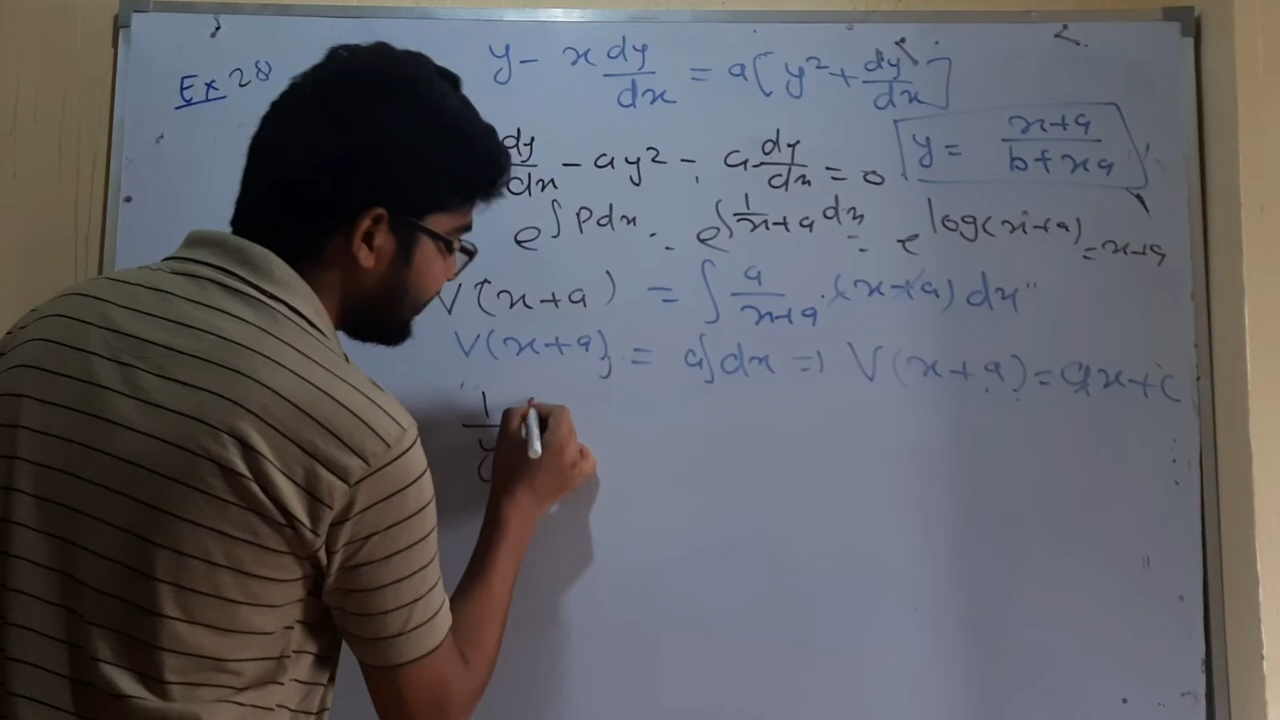 Ex 28
y - x dy/dx = a[y² + dy/dx]
dy/dx - ay² - a dy/dx = 0
y = x+a / b+xa
e^∫Pdx = e^∫1/x+a dx = e^log(x+a) = x+a
V(x+a) = ∫ a/x+a · (x+a) dx
V(x+a) = a∫dx ⇒ V(x+a) = ax+c
1/y